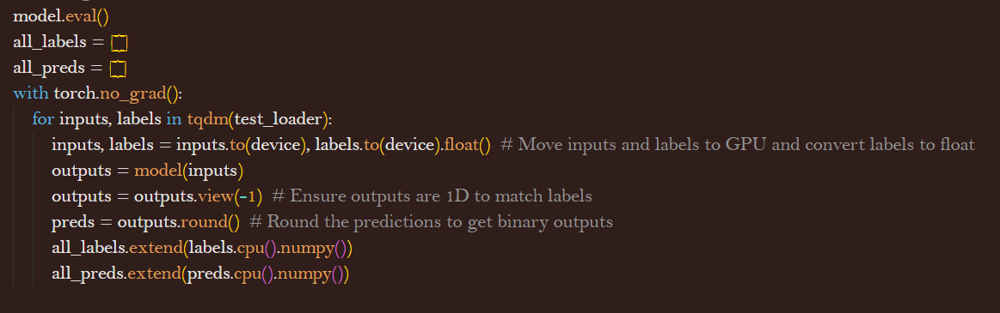 model.eval()
all_labels = []
all_preds = []
with torch.no_grad():
for inputs, labels in tqdm(test_loader):
inputs, labels = inputs.to(device), labels.to(device).float()  # Move inputs and labels to GPU and convert labels to float
outputs = model(inputs)
outputs = outputs.view(-1)  # Ensure outputs are 1D to match labels
preds = outputs.round()  # Round the predictions to get binary outputs
all_labels.extend(labels.cpu().numpy())
all_preds.extend(preds.cpu().numpy())